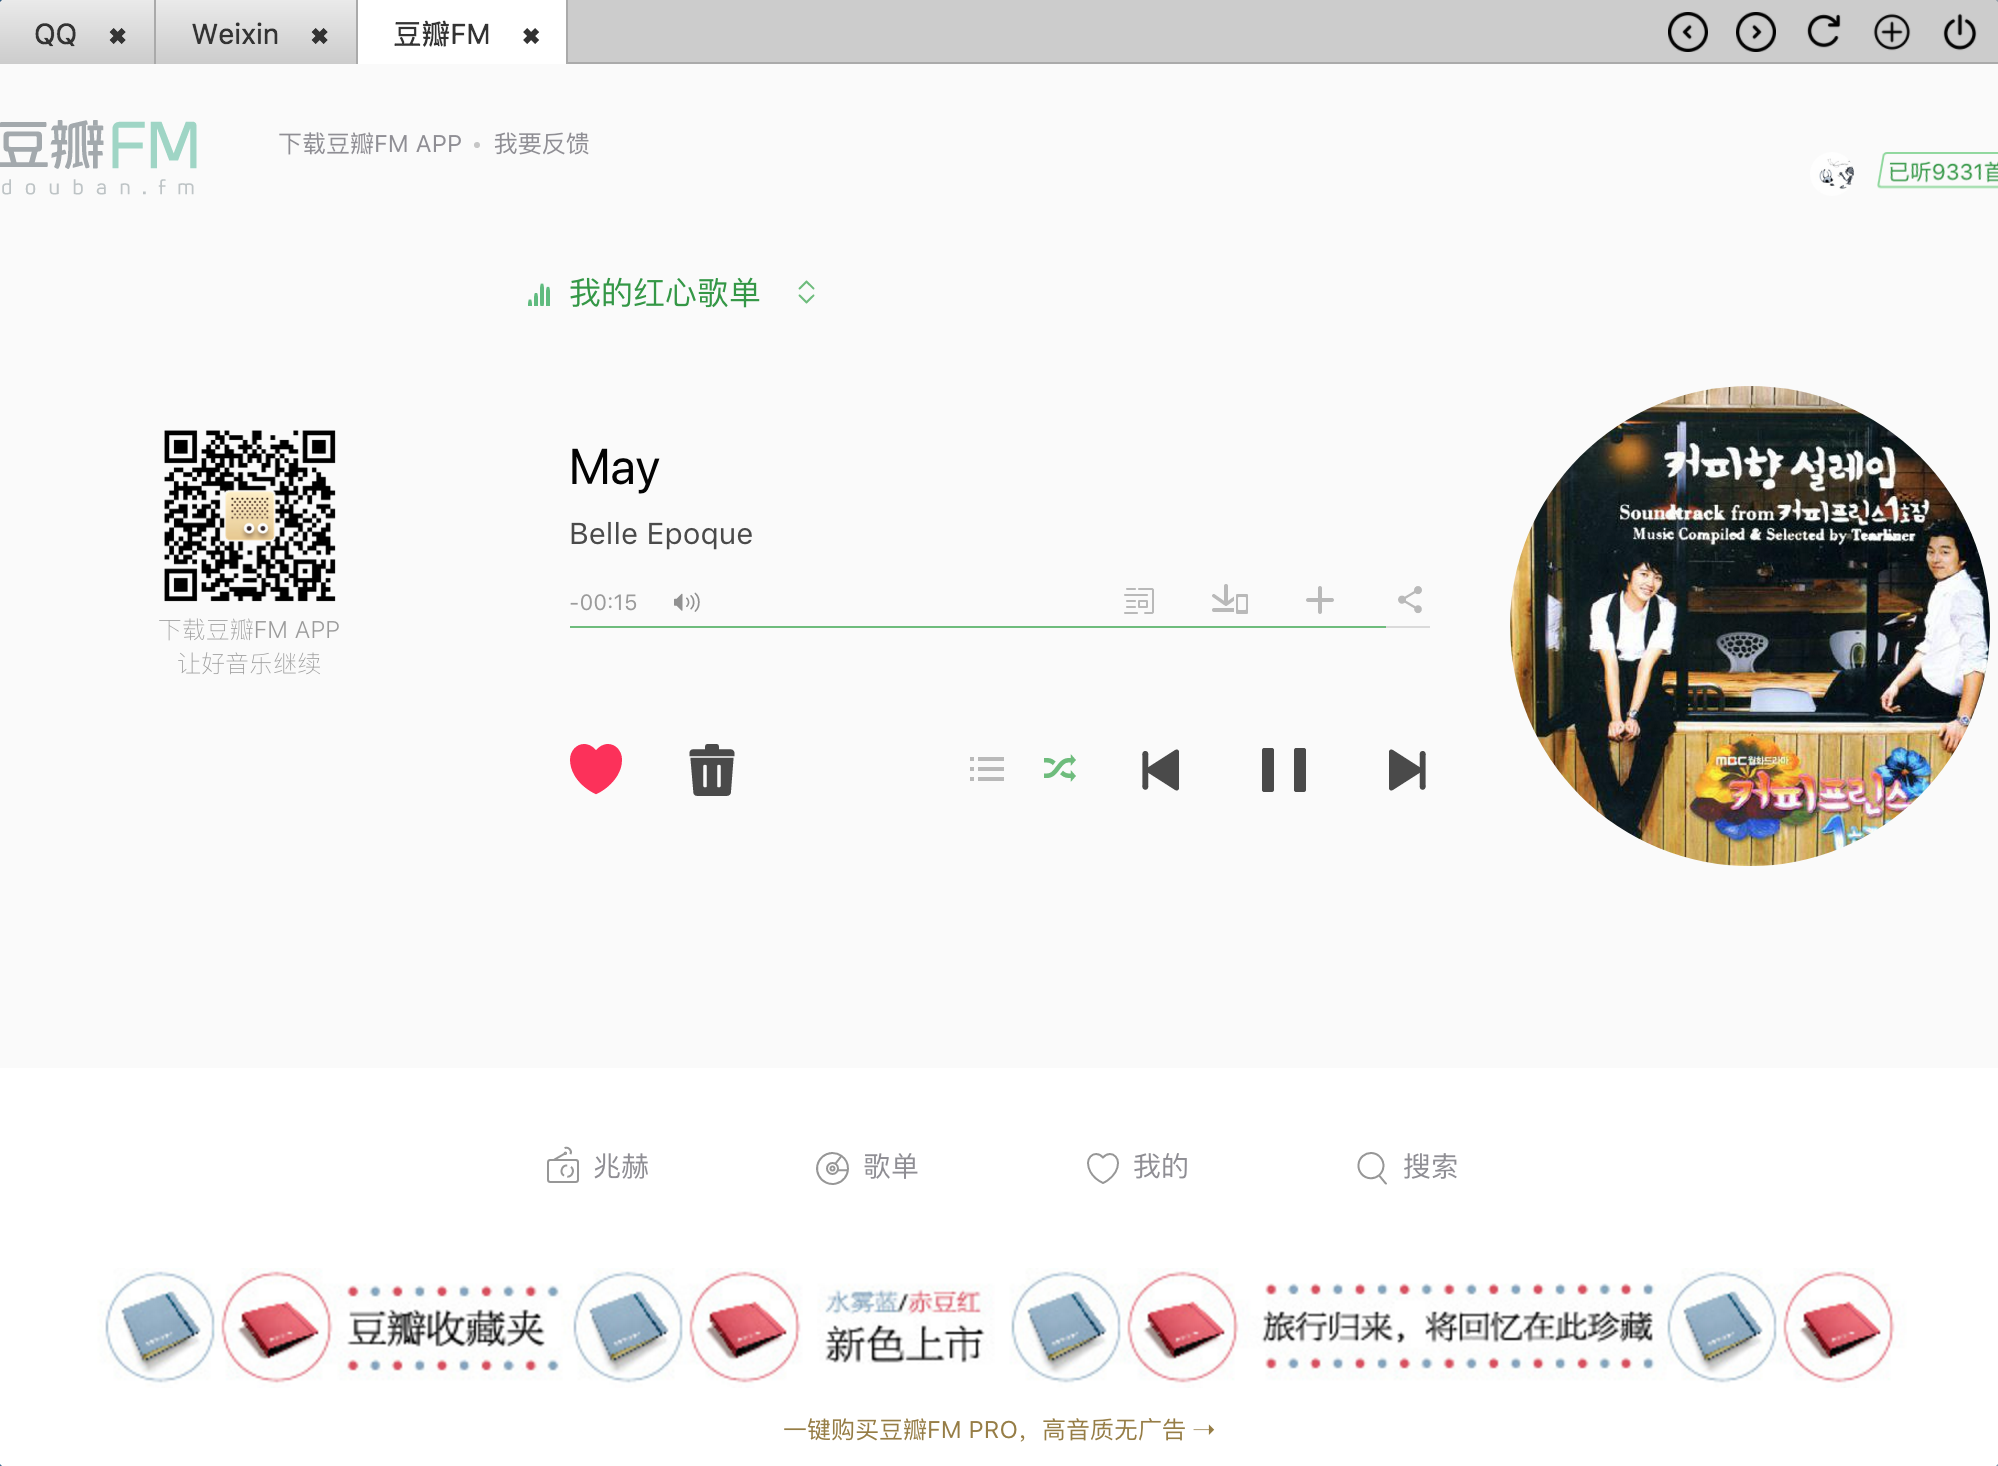 QQ
Weixin
豆瓣FM
豆瓣FM
douban.fm
下载豆瓣FM APP • 我要反馈
已听9331首
我的红心歌单
下载豆瓣FM APP
让好音乐继续
May
Belle Epoque
-00:15
커피향 설레임
Soundtrack from 커피프린스1호점
Music Compiled & Selected by Tearliner
MBC 월화드라마
커피프린스
兆赫
歌单
我的
搜索
豆瓣收藏夹
水雾蓝/赤豆红
新色上市
旅行归来，将回忆在此珍藏
一键购买豆瓣FM PRO，高音质无广告 →